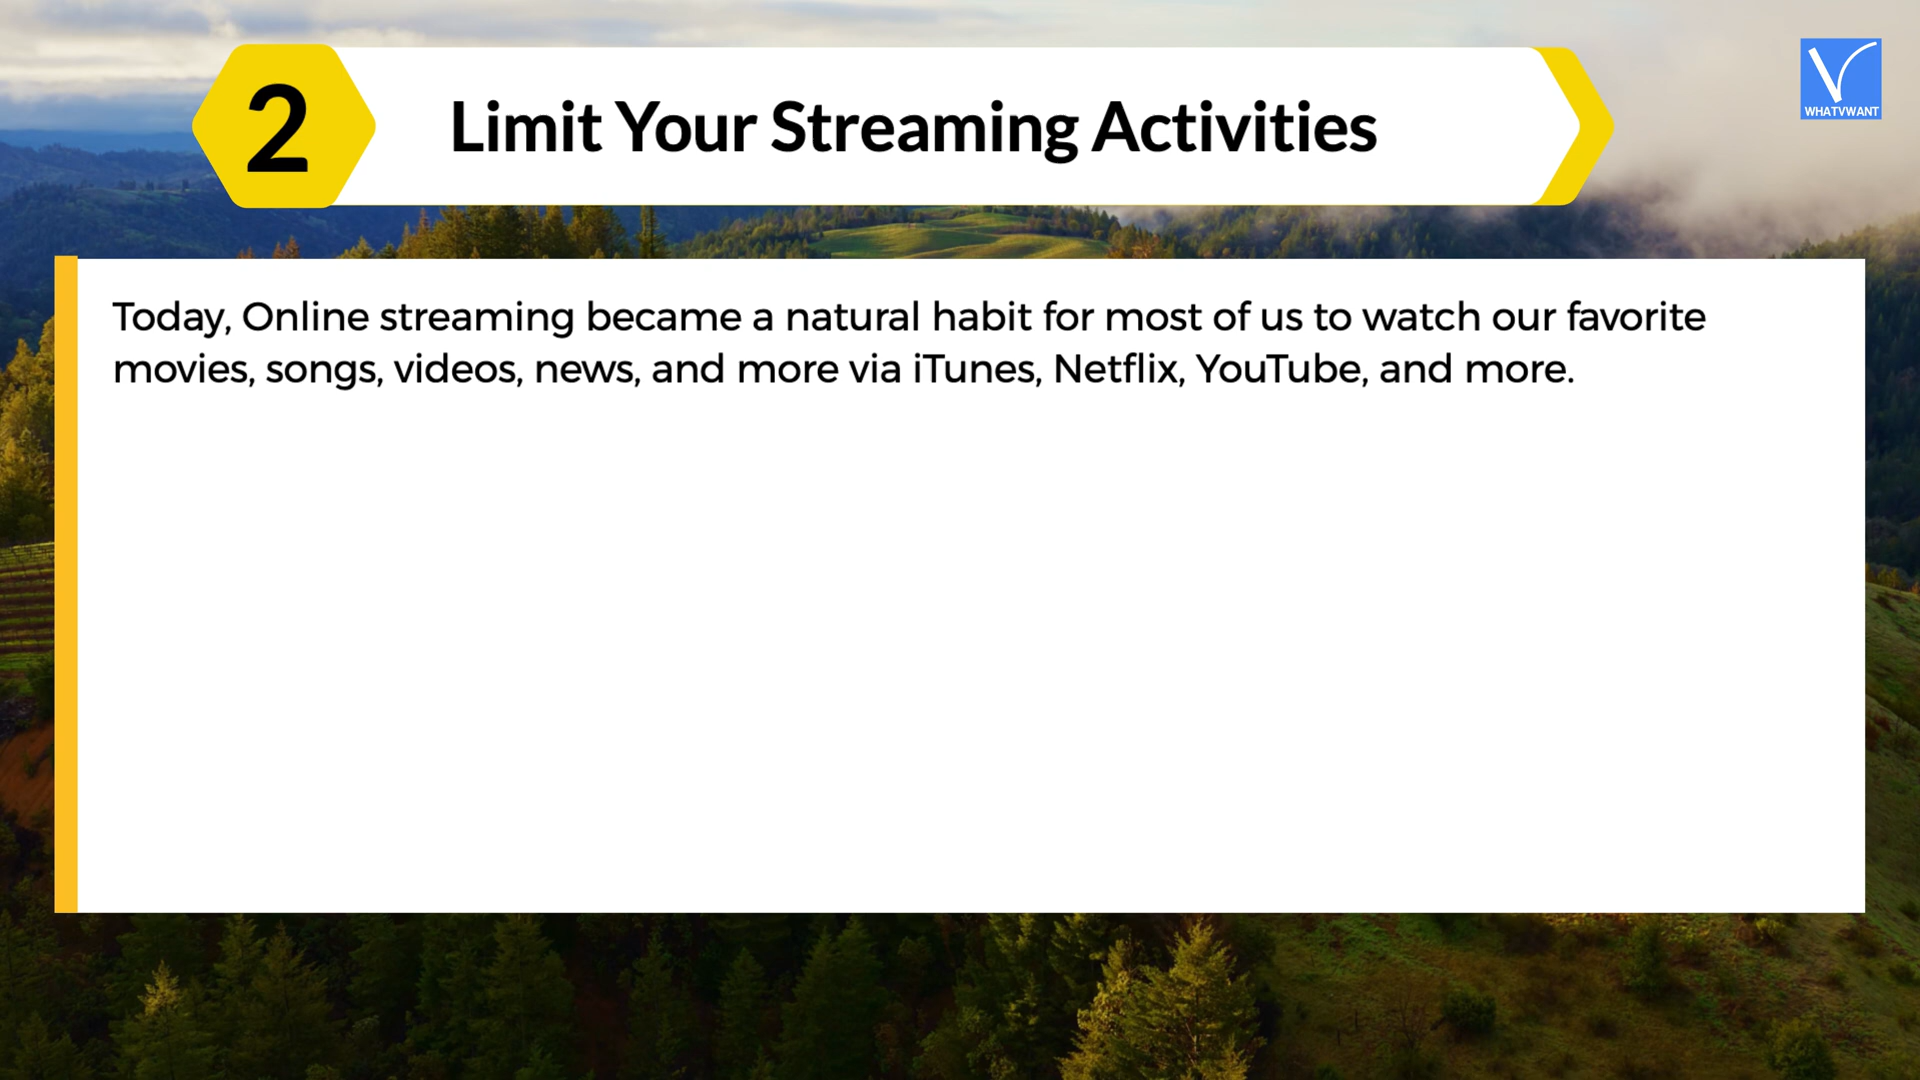 2
Limit Your Streaming Activities
WHATVWANT
Today, Online streaming became a natural habit for most of us to watch our favorite
movies, songs, videos, news, and more via iTunes, Netflix, YouTube, and more.